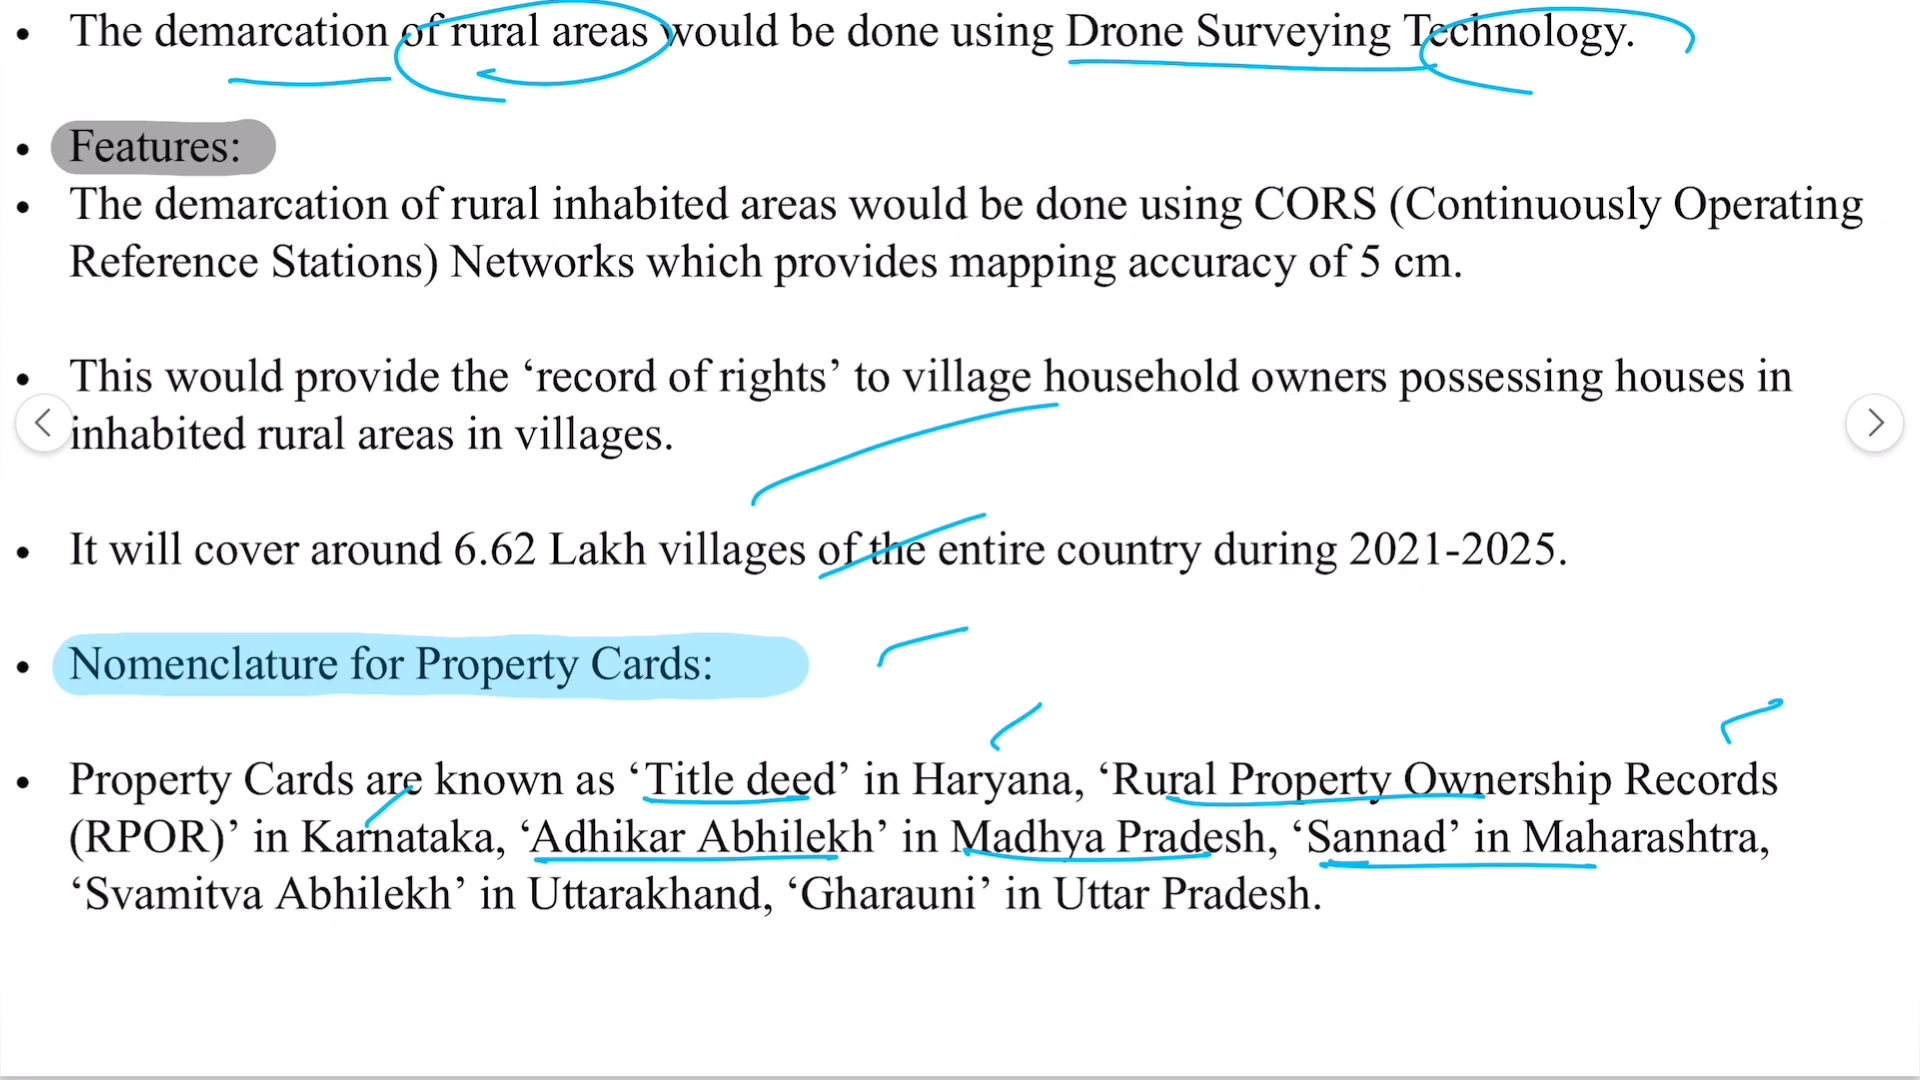 • The demarcation of rural areas would be done using Drone Surveying Technology.
• Features:
• The demarcation of rural inhabited areas would be done using CORS (Continuously Operating
Reference Stations) Networks which provides mapping accuracy of 5 cm.
• This would provide the ‘record of rights’ to village household owners possessing houses in
inhabited rural areas in villages.
• It will cover around 6.62 Lakh villages of the entire country during 2021-2025.
• Nomenclature for Property Cards:
• Property Cards are known as ‘Title deed’ in Haryana, ‘Rural Property Ownership Records
(RPOR)’ in Karnataka, ‘Adhikar Abhilekh’ in Madhya Pradesh, ‘Sannad’ in Maharashtra,
‘Svamitva Abhilekh’ in Uttarakhand, ‘Gharauni’ in Uttar Pradesh.